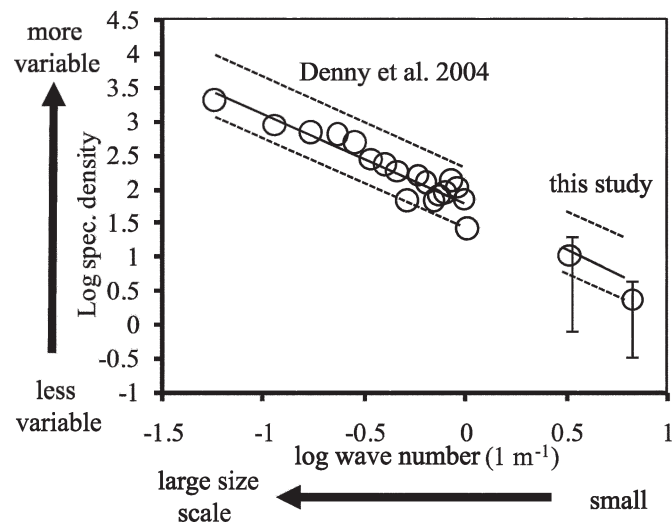 more
variable
less
variable
Log spec. density
4.5
4
3.5
3
2.5
2
1.5
1
0.5
0
-0.5
-1
Denny et al. 2004
this study
-1.5
-1
-0.5
0
0.5
1
log wave number (1 m⁻¹)
large size
scale
small